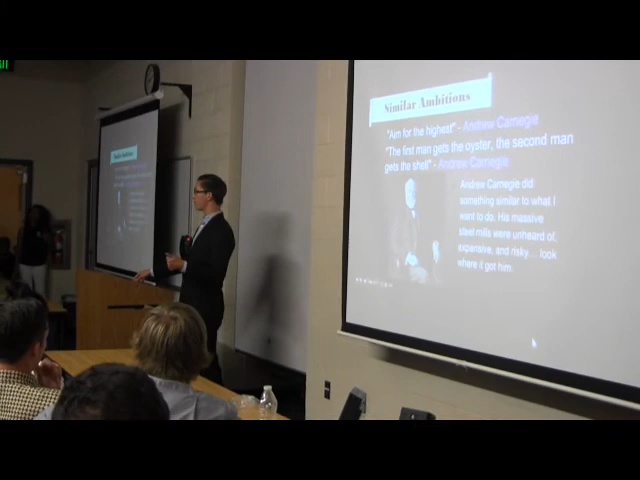 Similar Ambitions
"Aim for the highest" - Andrew Carnegie
"The first man gets the oyster, the second man
gets the shell" - Andrew Carnegie
Andrew Carnegie did
something similar to what I
want to do. His massive
steel mills were unheard of,
expensive, and risky… look
where it got him.
Similar Ambitions